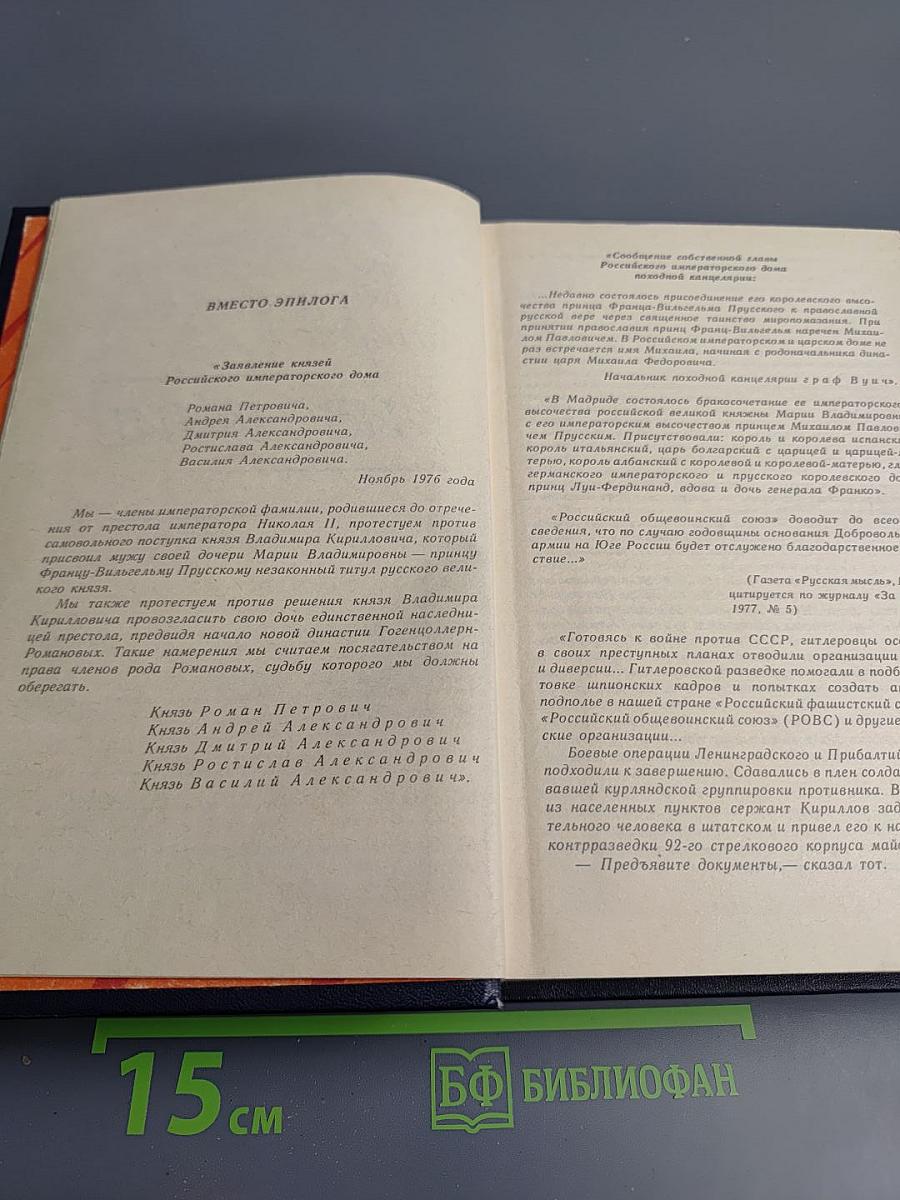 ВМЕСТО ЭПИЛОГА
«Заявление князей
Российского императорского дома
Романа Петровича,
Андрея Александровича,
Дмитрия Александровича,
Ростислава Александровича,
Василия Александровича.
Ноябрь 1976 года
Мы — члены императорской фамилии, родившиеся до отрече-
ния от престола императора Николая II, протестуем против
самовольного поступка князя Владимира Кирилловича, который
присвоил мужу своей дочери Марии Владимировны — принцу
Францу-Вильгельму Прусскому незаконный титул русского вели-
кого князя.
Мы также протестуем против решения князя Владимира
Кирилловича провозгласить свою дочь единственной наследни-
цей престола, предвидя начало новой династии Гогенцоллерн-
Романовых. Такие намерения мы считаем посягательством на
права членов рода Романовых, судьбу которого мы должны
оберегать.
Князь Роман Петрович
Князь Андрей Александрович
Князь Дмитрий Александрович
Князь Ростислав Александрович
Князь Василий Александрович».
«Сообщение собственной главы
Российского императорского дома
походной канцелярии:
...Недавно состоялось присоединение его королевского высо-
чества принца Франца-Вильгельма Прусского к православной
русской вере через священное таинство миропомазания. При
принятии православия принц Франц-Вильгельм наречен Михаи-
лом Павловичем. В Российском императорском и царском доме не
раз встречается имя Михаила, начиная с родоначальника дина-
стии царя Михаила Федоровича.
Начальник походной канцелярии граф Вуич».
«В Мадриде состоялось бракосочетание ее императорского
высочества российской великой княжны Марии Владимировн
с его императорским высочеством принцем Михаилом Павлов
чем Прусским. Присутствовали: король и королева испанск
король итальянский, царь болгарский с царицей и царицей-
терью, король албанский с королевой и королевой-матерью, гл
германского императорского и прусского королевского до
принц Луи-Фердинанд, вдова и дочь генерала Франко».
«Российский общевоинский союз» доводит до всео
сведения, что по случаю годовщины основания Доброволь
армии на Юге России будет отслужено благодарственное
ствие...»
(Газета «Русская мысль»,
цитируется по журналу «За
1977, № 5)
«Готовясь к войне против СССР, гитлеровцы осо
в своих преступных планах отводили организации
и диверсии... Гитлеровской разведке помогали в подб
товке шпионских кадров и попытках создать ан
подполье в нашей стране «Российский фашистский с
«Российский общевоинский союз» (РОВС) и другие
ские организации...
Боевые операции Ленинградского и Прибалтий
подходили к завершению. Сдавались в плен солда
вавшей курляндской группировки противника. В
из населенных пунктов сержант Кириллов зад
тельного человека в штатском и привел его к на
контрразведки 92-го стрелкового корпуса май
— Предъявите документы,— сказал тот.
15 см
БФ БИБЛИОФАН